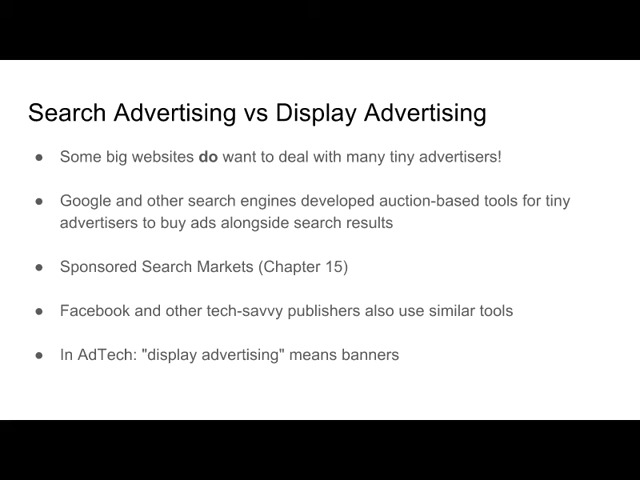 Search Advertising vs Display Advertising
● Some big websites do want to deal with many tiny advertisers!
● Google and other search engines developed auction-based tools for tiny
advertisers to buy ads alongside search results
● Sponsored Search Markets (Chapter 15)
● Facebook and other tech-savvy publishers also use similar tools
● In AdTech: "display advertising" means banners